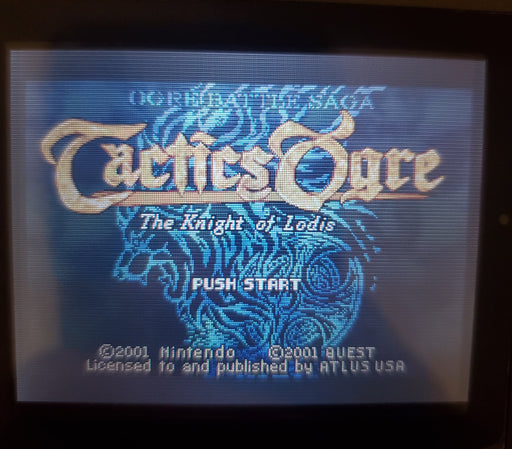 OGRE BATTLE SAGA
Tactics Ogre
The Knight of Lodis
PUSH START
©2001 Nintendo ©2001 QUEST
Licensed to and published by ATLUS USA